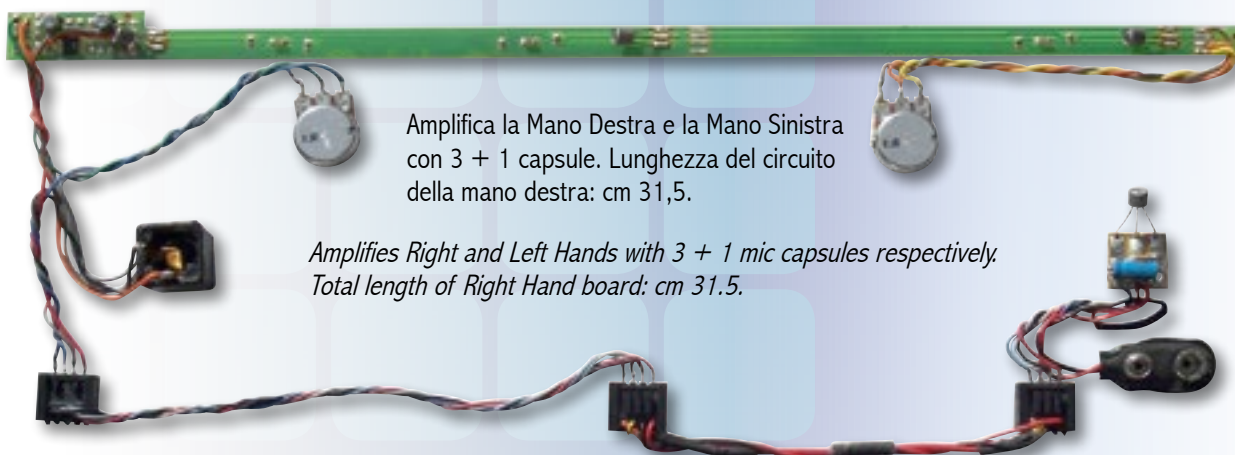 Amplifica la Mano Destra e la Mano Sinistra
con 3 + 1 capsule. Lunghezza del circuito
della mano destra: cm 31,5.
Amplifies Right and Left Hands with 3 + 1 mic capsules respectively.
Total length of Right Hand board: cm 31.5.